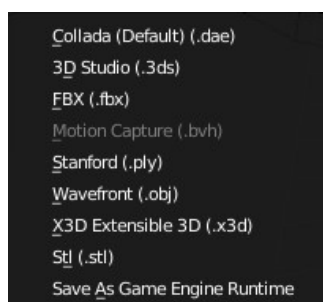 Collada (Default) (.dae)
3D Studio (.3ds)
FBX (.fbx)
Motion Capture (.bvh)
Stanford (.ply)
Wavefront (.obj)
X3D Extensible 3D (.x3d)
Stl (.stl)
Save As Game Engine Runtime